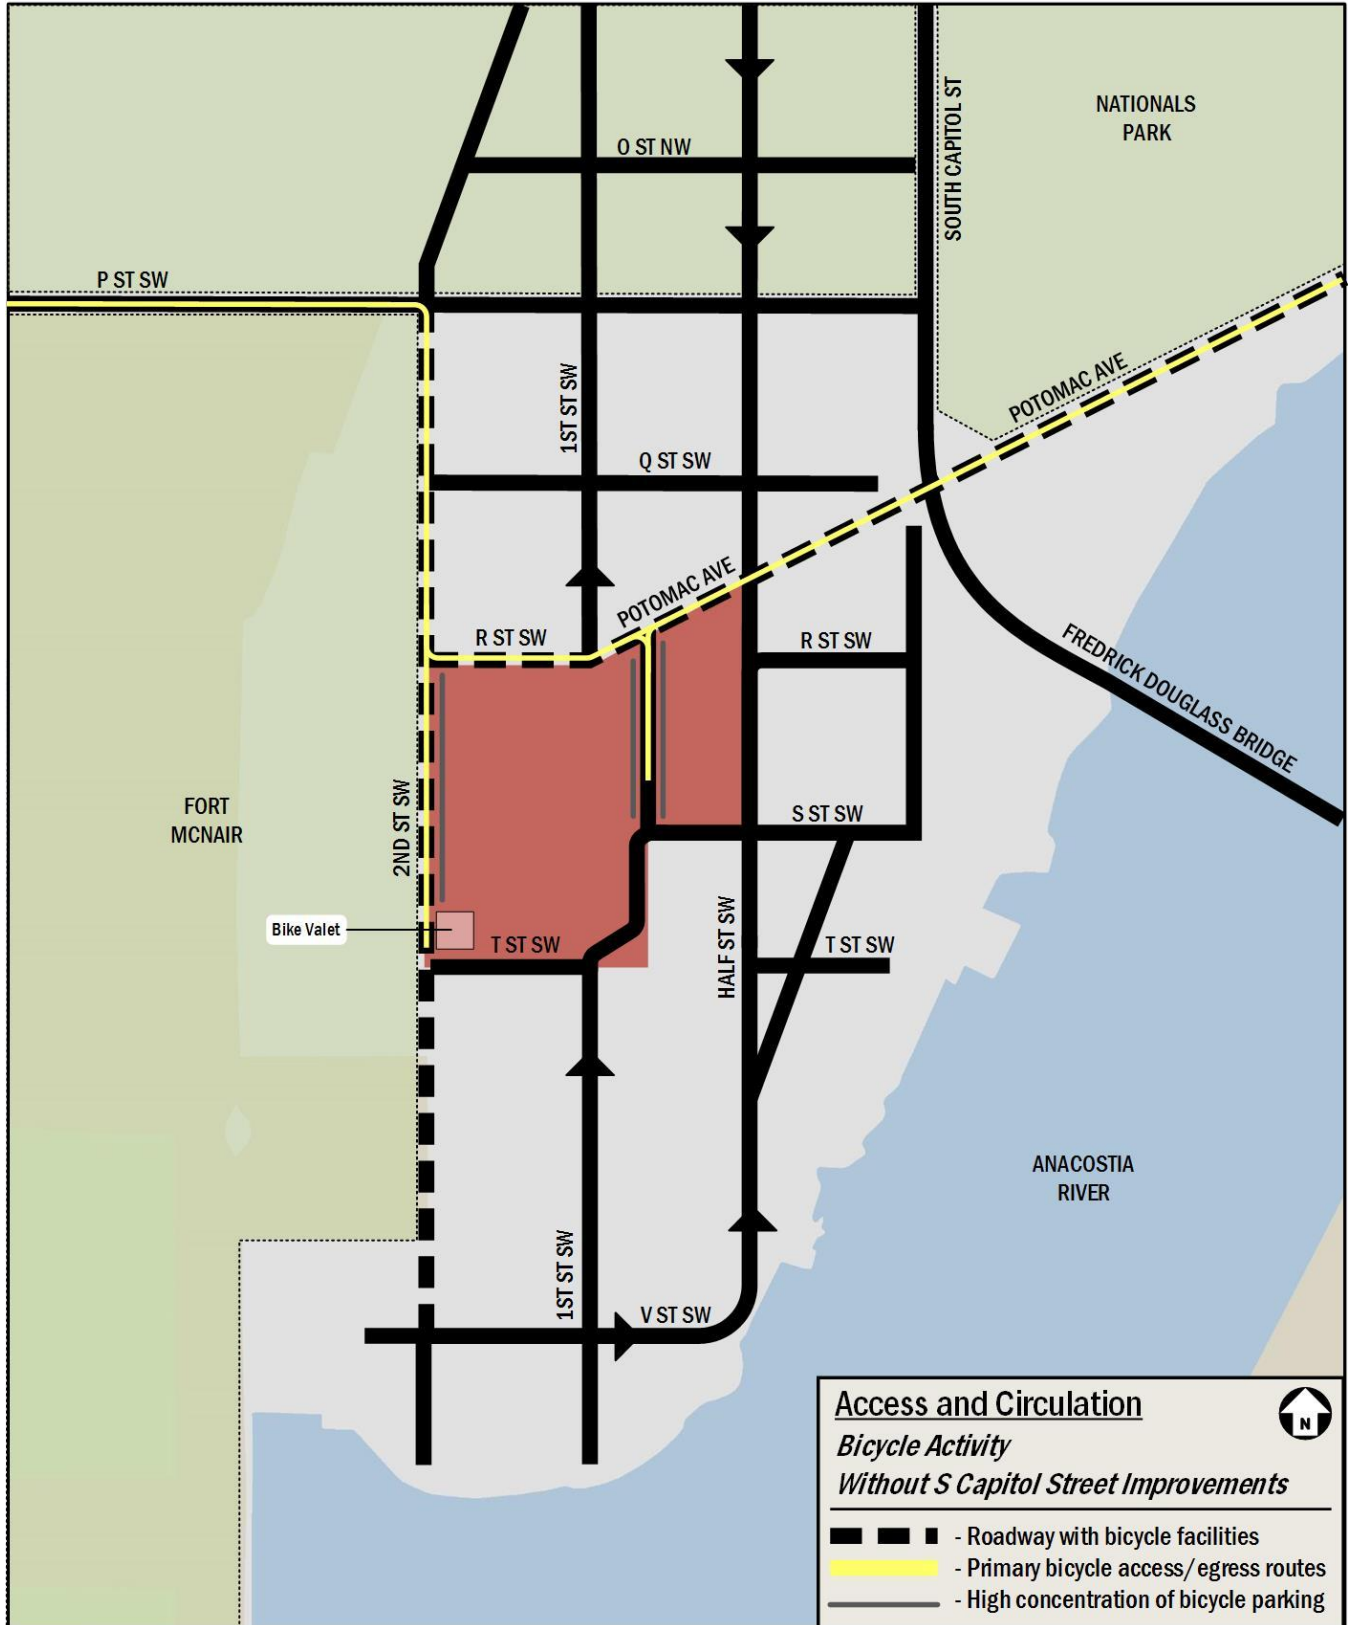 NATIONALS
PARK
SOUTH CAPITOL ST
O ST NW
P ST SW
1ST ST SW
POTOMAC AVE
Q ST SW
POTOMAC AVE
R ST SW
R ST SW
FREDRICK DOUGLASS BRIDGE
FORT
MCNAIR
2ND ST SW
S ST SW
Bike Valet
T ST SW
HALF ST SW
T ST SW
ANACOSTIA
RIVER
1ST ST SW
V ST SW
Access and Circulation
N
Bicycle Activity
Without S Capitol Street Improvements
- Roadway with bicycle facilities
- Primary bicycle access/egress routes
- High concentration of bicycle parking